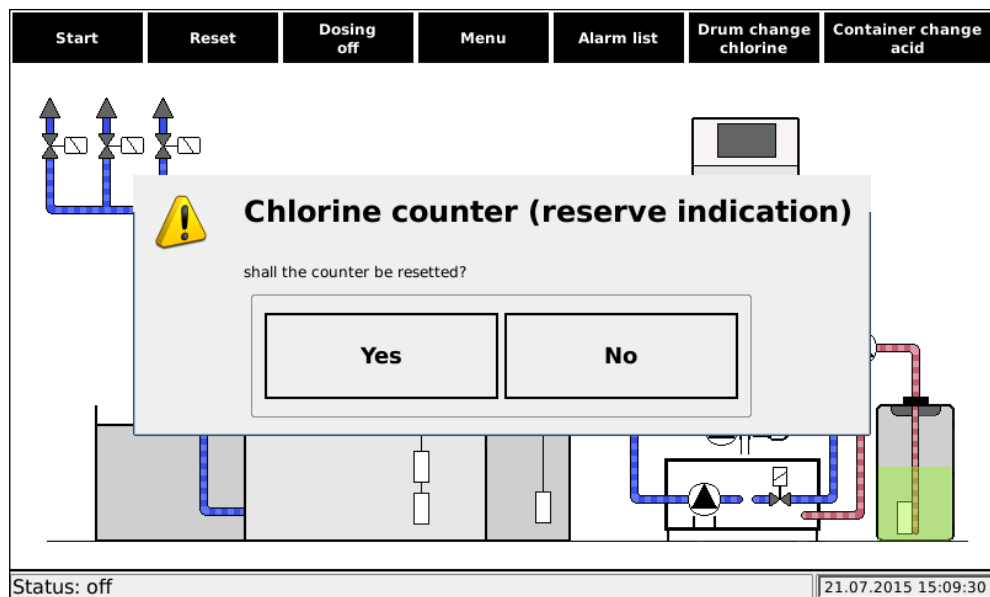 Start
Reset
Dosing
off
Menu
Alarm list
Drum change
chlorine
Container change
acid
Chlorine counter (reserve indication)
shall the counter be resetted?
Yes
No
Status: off
21.07.2015 15:09:30